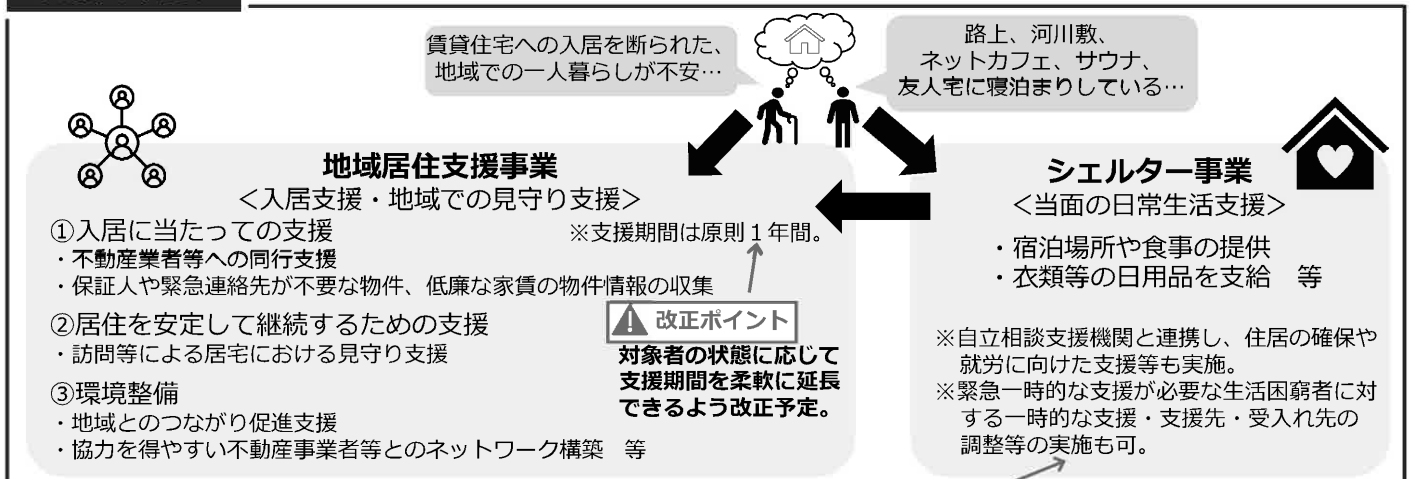 賃貸住宅への入居を断られた、
地域での一人暮らしが不安…
路上、河川敷、
ネットカフェ、サウナ、
友人宅に寝泊まりしている…
地域居住支援事業
<入居支援・地域での見守り支援>
①入居に当たっての支援
※支援期間は原則1年間。
・不動産業者等への同行支援
・保証人や緊急連絡先が不要な物件、低廉な家賃の物件情報の収集
②居住を安定して継続するための支援
・訪問等による居宅における見守り支援
③環境整備
・地域とのつながり促進支援
・協力を得やすい不動産事業者等とのネットワーク構築 等
改正ポイント
対象者の状態に応じて
支援期間を柔軟に延長
できるよう改正予定。
シェルター事業
<当面の日常生活支援>
・宿泊場所や食事の提供
・衣類等の日用品を支給 等
※自立相談支援機関と連携し、住居の確保や
就労に向けた支援等も実施。
※緊急一時的な支援が必要な生活困窮者に対
する一時的な支援・支援先・受入れ先の
調整等の実施も可。